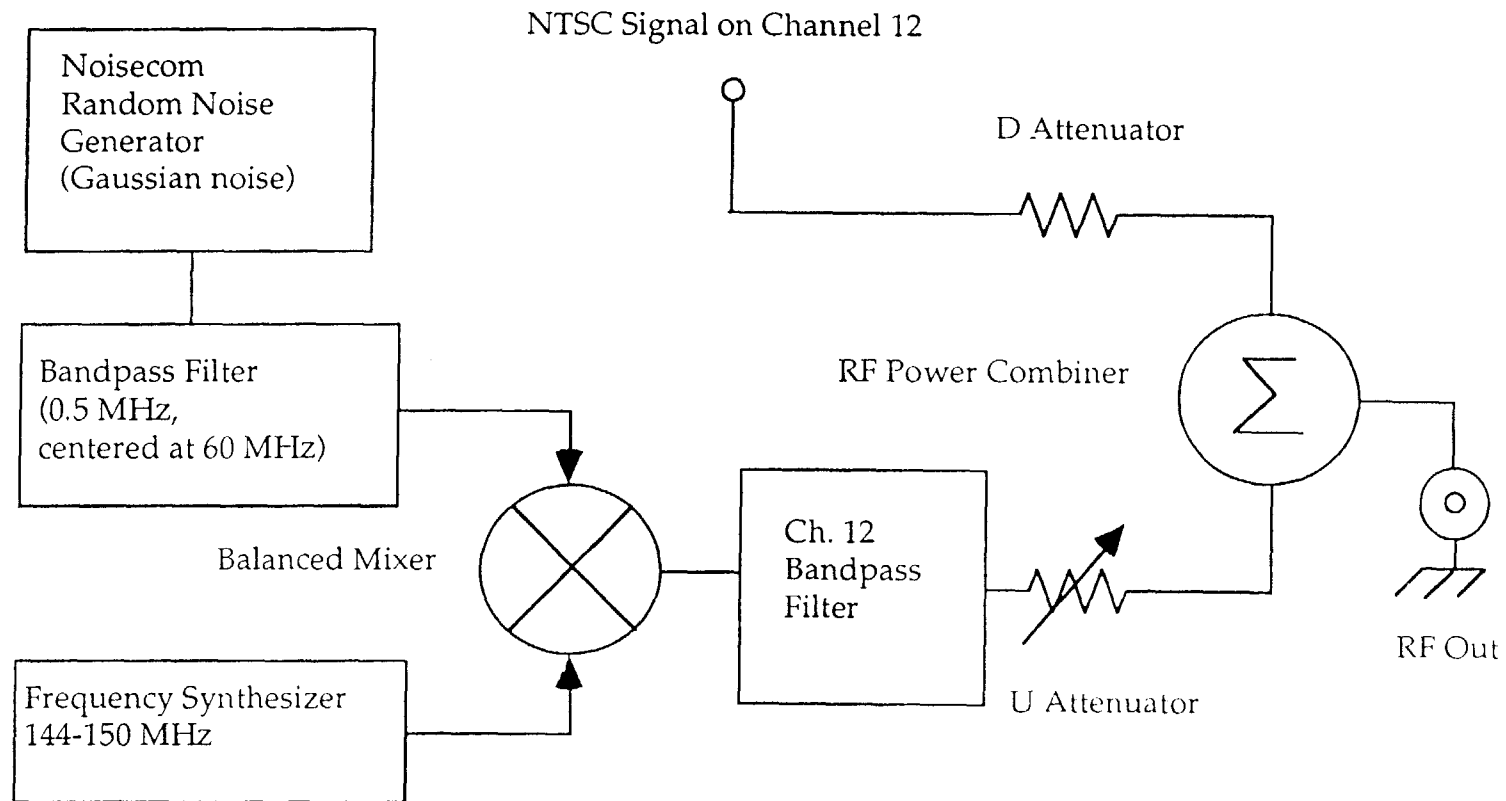 NTSC Signal on Channel 12
Noisecom
Random Noise
Generator
(Gaussian noise)
D Attenuator
Bandpass Filter
(0.5 MHz,
centered at 60 MHz)
RF Power Combiner
Σ
Balanced Mixer
Ch. 12
Bandpass
Filter
RF Out
U Attenuator
Frequency Synthesizer
144-150 MHz